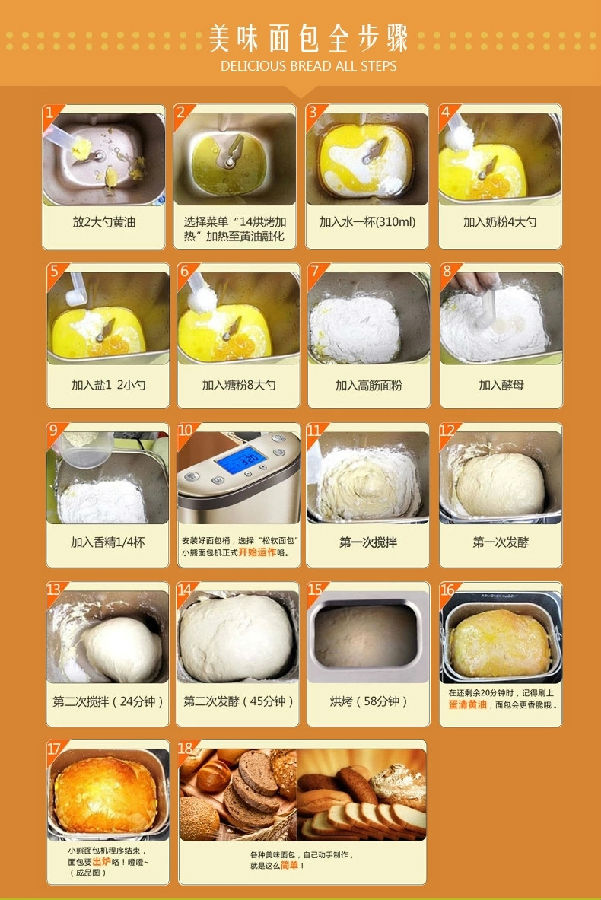 美味面包全步骤
DELICIOUS BREAD ALL STEPS
1
放2大勺黄油
2
选择菜单“14烘烤加
热”加热至黄油融化
3
加入水一杯(310ml)
4
加入奶粉4大勺
5
加入盐1 2小勺
6
加入糖粉8大勺
7
加入高筋面粉
8
加入酵母
9
加入香精1/4杯
10
安装好面包桶，选择“松软面包”
小熊面包机正式开始运作咯。
11
第一次搅拌
12
第一次发酵
13
第二次搅拌（24分钟）
14
第二次发酵（45分钟）
15
烘烤（58分钟）
16
在还剩余20分钟时，记得刷上
蛋清黄油，面包会更香脆哦。
17
小熊面包机程序结束，
面包要出炉咯！噔噔~
（成品图）
18
各种美味面包，自己动手制作，
就是这么简单！